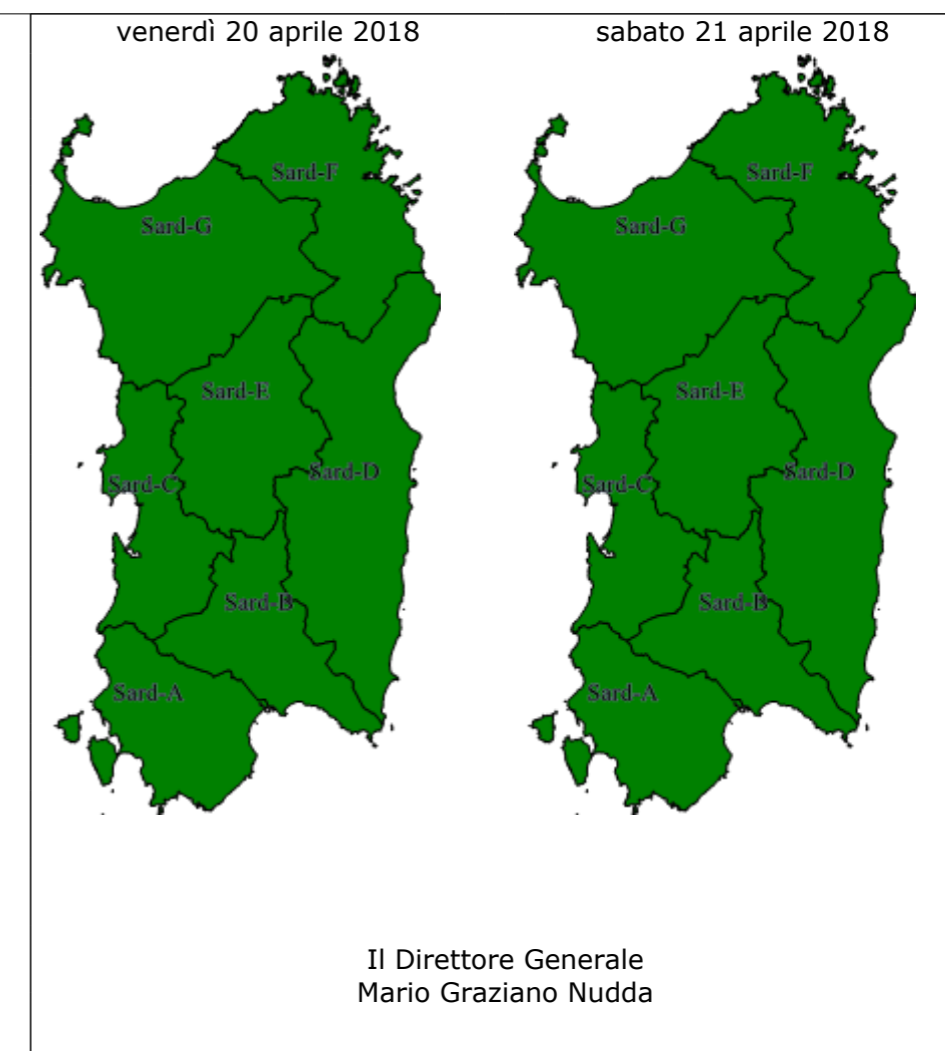 venerdì 20 aprile 2018
sabato 21 aprile 2018
Sard-F
Sard-G
Sard-E
Sard-D
Sard-C
Sard-B
Sard-A
Sard-F
Sard-G
Sard-E
Sard-D
Sard-C
Sard-B
Sard-A
Il Direttore Generale
Mario Graziano Nudda